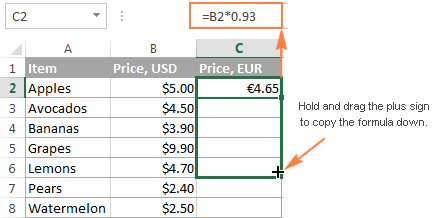 C2 =B2*0.93
A B C
1 Item Price, USD Price, EUR
2 Apples $5.00 €4.65
3 Avocados $4.50
4 Bananas $3.90
5 Grapes $9.90
6 Lemons $4.70
7 Pears $2.40
8 Watermelon $2.50
Hold and drag the plus sign
to copy the formula down.